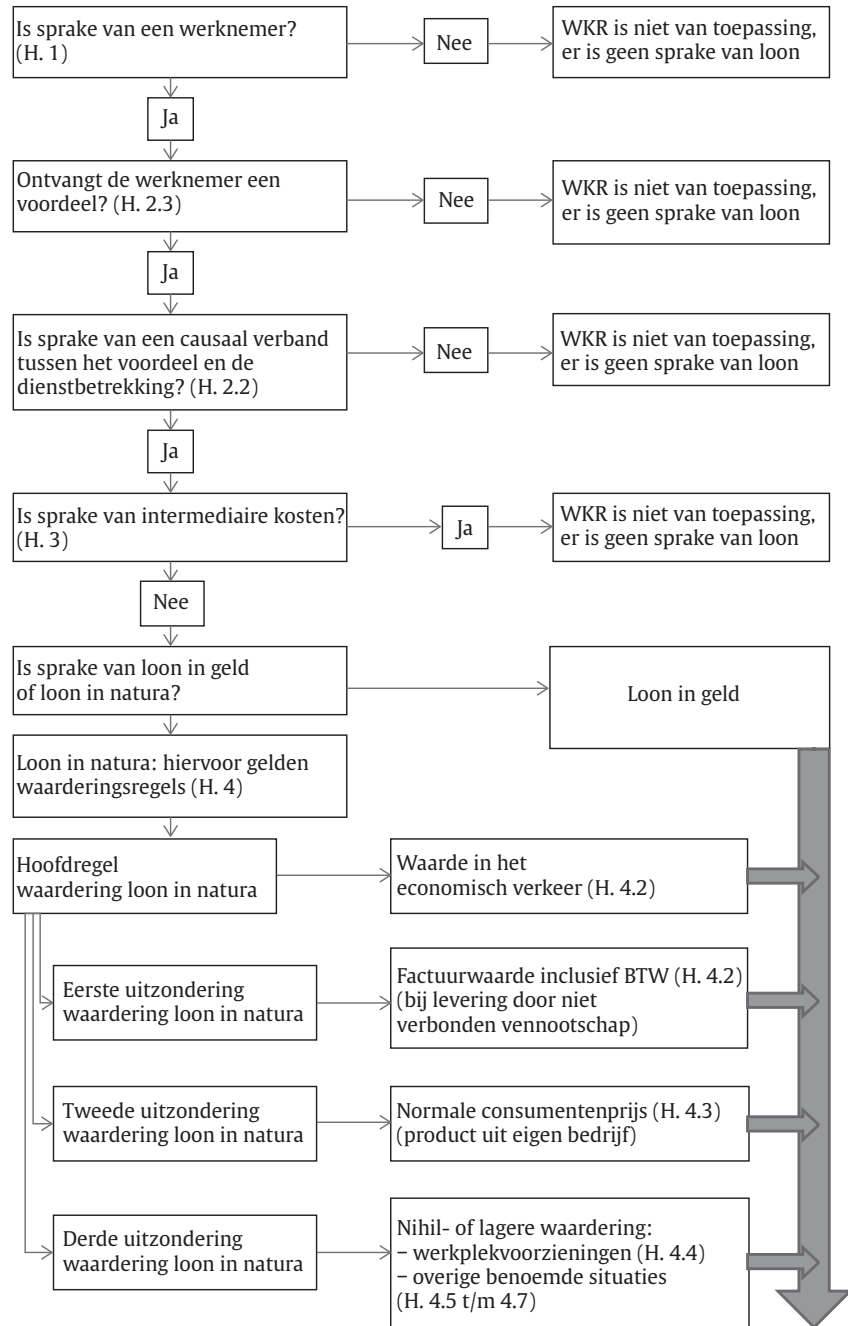 Is sprake van een werknemer?
(H. 1)
Nee
WKR is niet van toepassing,
er is geen sprake van loon
Ja
Ontvangt de werknemer een
voordeel? (H. 2.3)
Nee
WKR is niet van toepassing,
er is geen sprake van loon
Ja
Is sprake van een causaal verband
tussen het voordeel en de
dienstbetrekking? (H. 2.2)
Nee
WKR is niet van toepassing,
er is geen sprake van loon
Ja
Is sprake van intermediaire kosten?
(H. 3)
Ja
WKR is niet van toepassing,
er is geen sprake van loon
Nee
Is sprake van loon in geld
of loon in natura?
Loon in geld
Loon in natura: hiervoor gelden
waarderingsregels (H. 4)
Hoofdregel
waardering loon in natura
Waarde in het
economisch verkeer (H. 4.2)
Eerste uitzondering
waardering loon in natura
Factuurwaarde inclusief BTW (H. 4.2)
(bij levering door niet
verbonden vennootschap)
Tweede uitzondering
waardering loon in natura
Normale consumentenprijs (H. 4.3)
(product uit eigen bedrijf)
Derde uitzondering
waardering loon in natura
Nihil- of lagere waardering:
– werkplekvoorzieningen (H. 4.4)
– overige benoemde situaties
(H. 4.5 t/m 4.7)